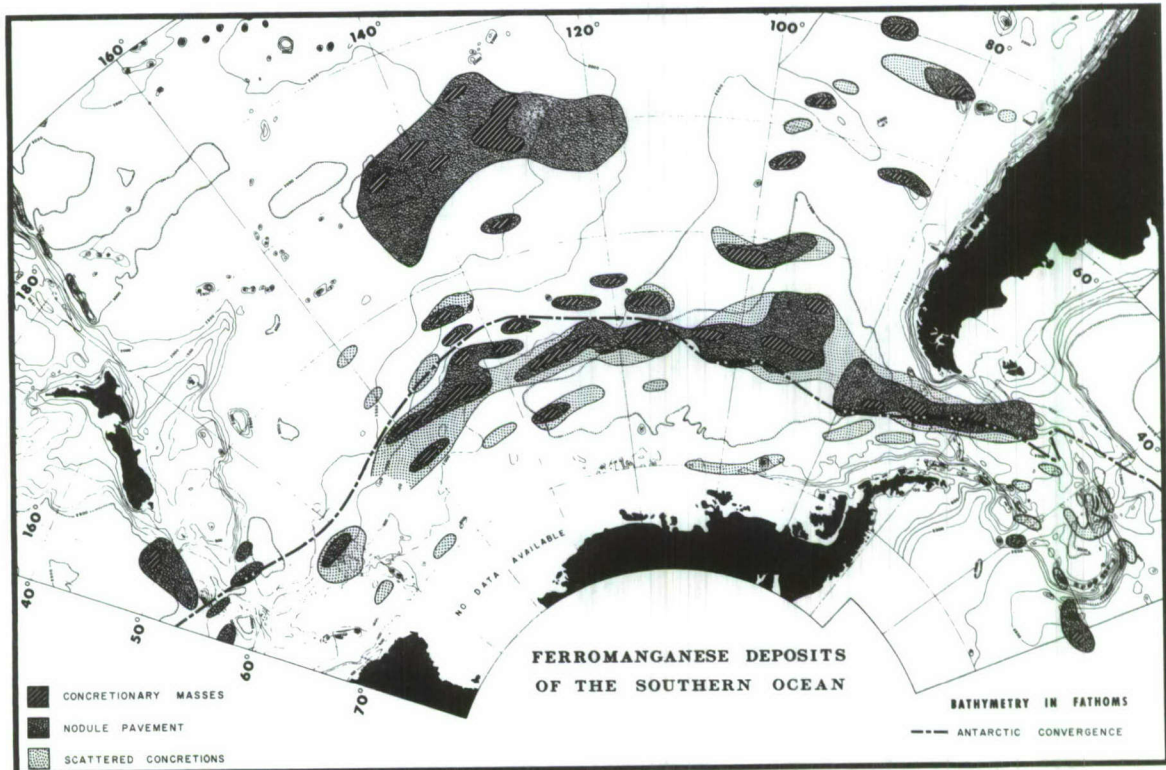 160°
140°
120°
100°
80°
180°
60°
160°
40°
40°
50°
60°
70°
NO DATA AVAILABLE
FERROMANGANESE DEPOSITS
OF THE SOUTHERN OCEAN
CONCRETIONARY MASSES
NODULE PAVEMENT
SCATTERED CONCRETIONS
BATHYMETRY IN FATHOMS
ANTARCTIC CONVERGENCE